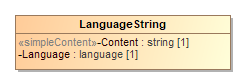 LanguageString
«simpleContent»-Content : string [1]
-Language : language [1]